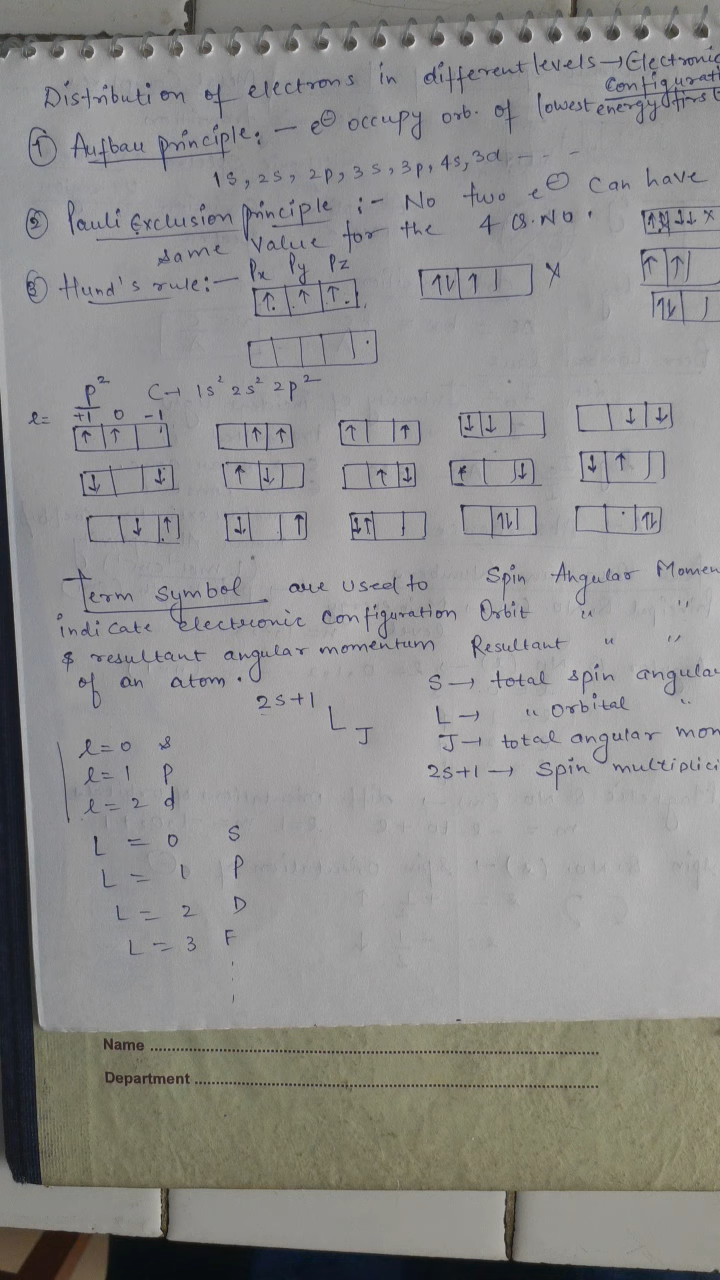 Distribution of electrons in different levels → Electronic
Configurati
① Aufbau principle: – e⊖ occupy orb. of lowest energy first
1s, 2s, 2p, 3s, 3p, 4s, 3d, - - -
② Pauli Exclusion principle :- No two e⊖ can have
same value for the 4 Q.NO.
↑↓ ↓↓ X
③ Hund's rule:- Px Py Pz
↑ ↑ ↑
↑↓ ↑ X
↑ ↑
↑↓
p² C→ 1s² 2s² 2p²
l= +1 0 -1
↑ ↑
↑ ↑
↑ ↑
↓ ↓
↓ ↓
↓ ↓
↑ ↓
↑ ↓
↑ ↓
↓ ↑
↓ ↑
↓ ↑
↓↑
↑↓
↑↓
Term symbol are used to
indicate electronic configuration
& resultant angular momentum
of an atom.
Spin Angular Momen
Orbit " "
Resultant " "
2S+1 L J
S → total spin angular
L → " Orbital "
J → total angular mom
2S+1 → Spin multiplici
l=0 s
l=1 p
l=2 d
L = 0 S
L = 1 P
L = 2 D
L = 3 F
Name ..........
Department ..........